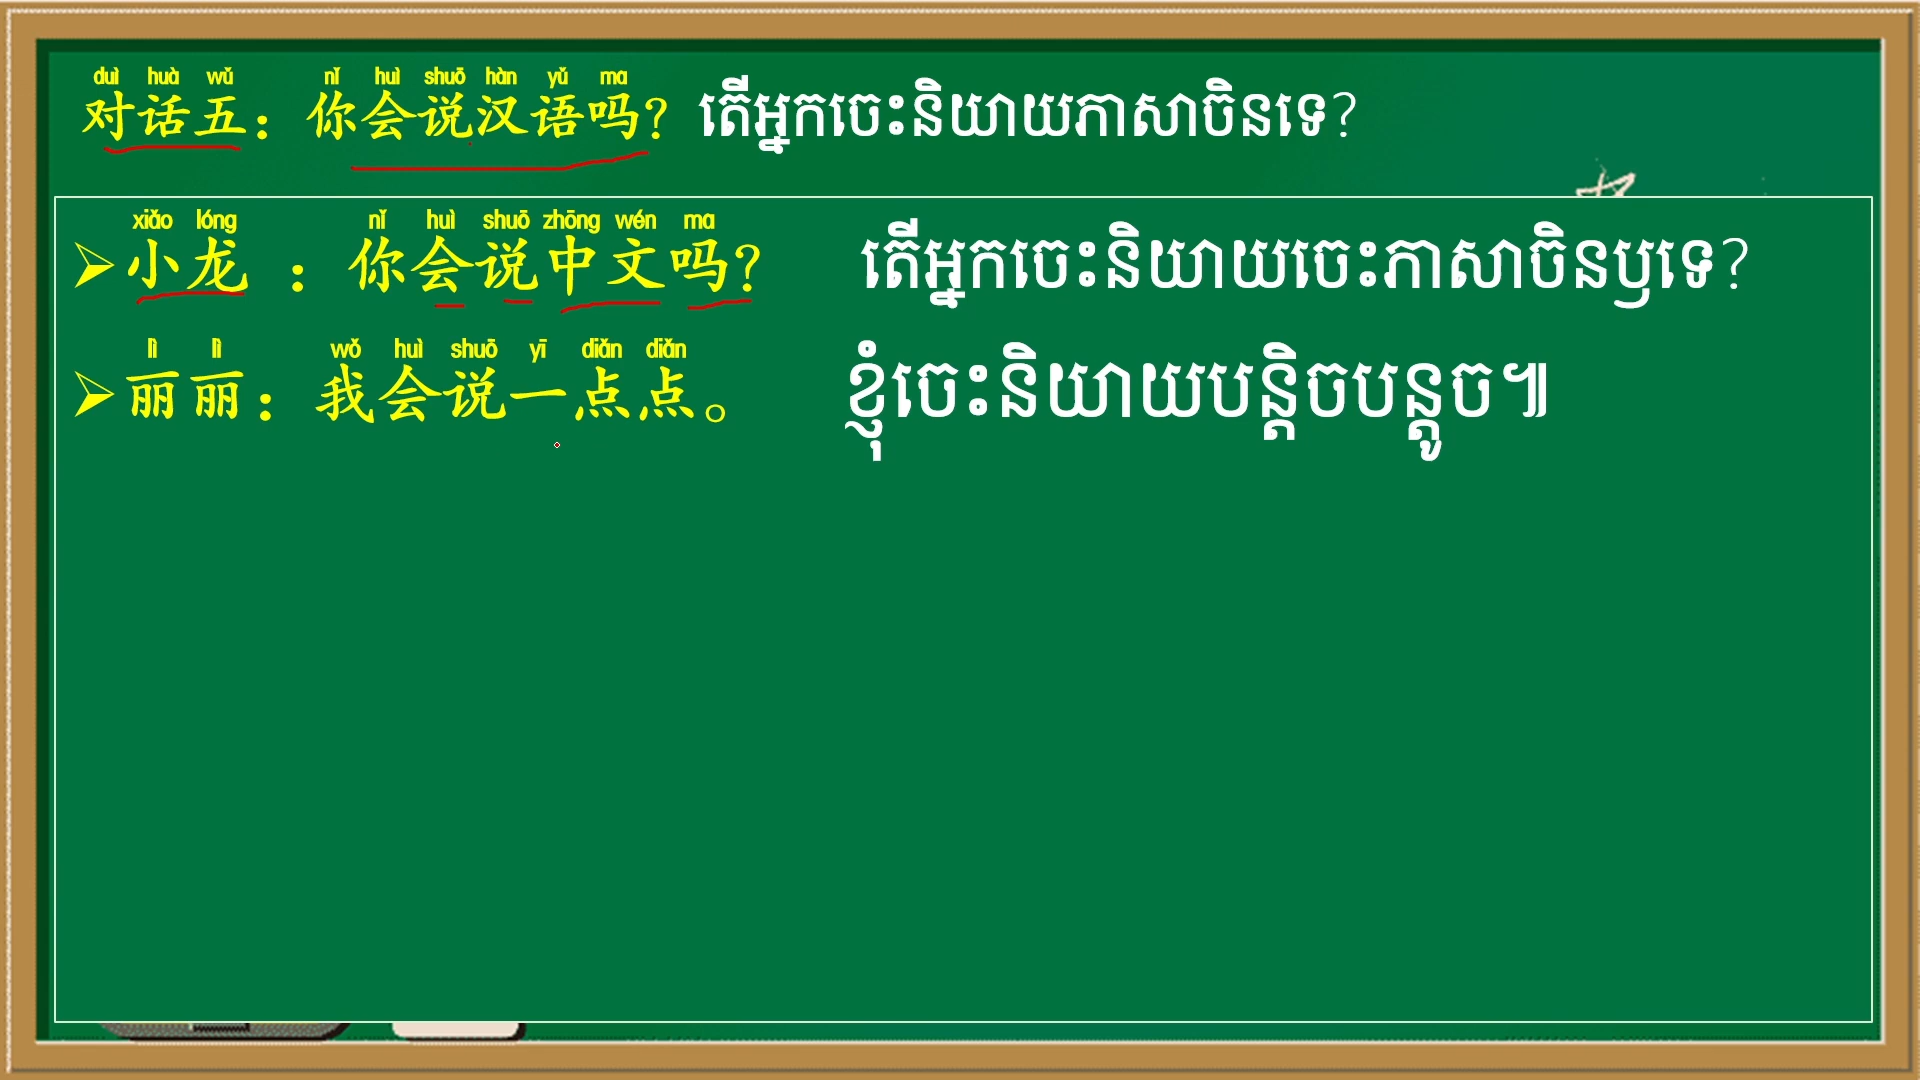 duì huà wǔ nǐ huì shuō hàn yǔ ma
对话五：你会说汉语吗? តើអ្នកចេះនិយាយភាសាចិនទេ?
xiǎo lóng nǐ huì shuō zhōng wén ma
➢小龙 ：你会说中文吗? តើអ្នកចេះនិយាយចេះភាសាចិនឫទេ?
lì lì wǒ huì shuō yī diǎn diǎn
➢丽丽：我会说一点点。 ខ្ញុំចេះនិយាយបន្តិចបន្តួច៕